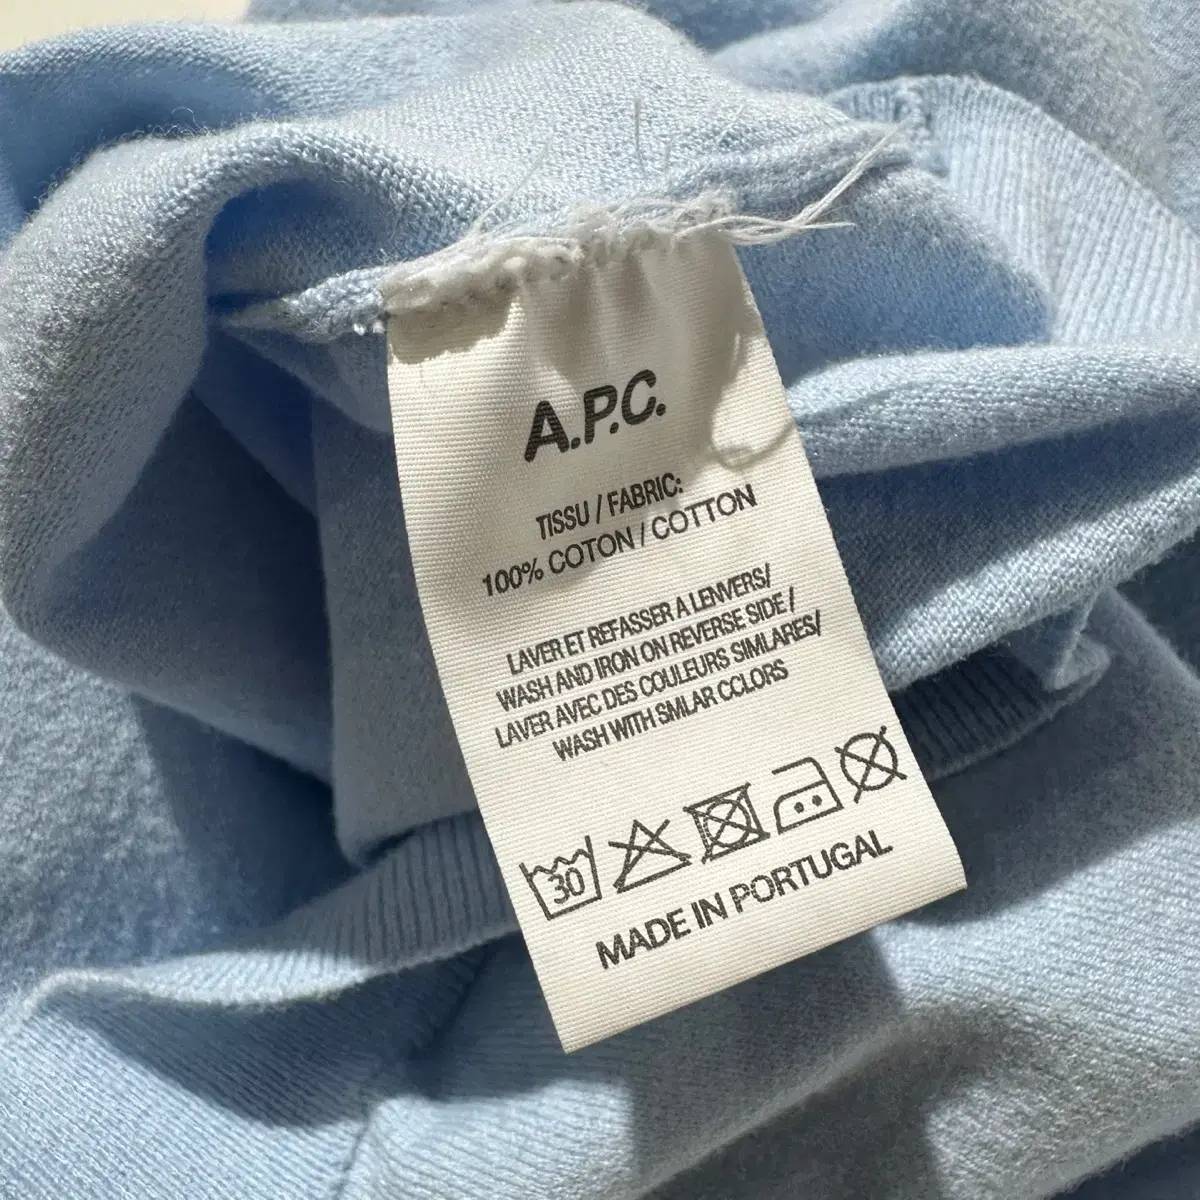 A.P.C.
TISSU / FABRIC:
100% COTON / COTTON
LAVER ET REFASSER A LENVERS/
WASH AND IRON ON REVERSE SIDE /
LAVER AVEC DES COULEURS SIMLARES/
WASH WITH SMLAR CCLORS
30
MADE IN PORTUGAL